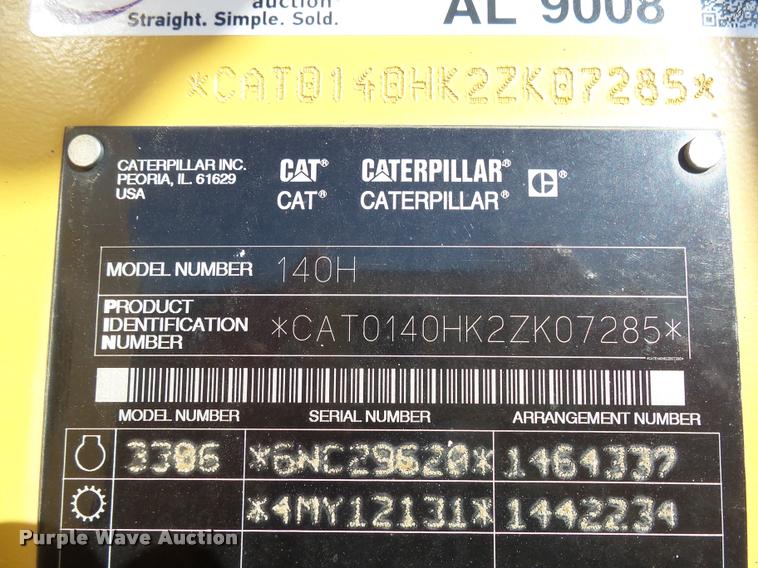 auction®
Straight. Simple. Sold.
AL 9008
*CAT0140HK2ZK07285*
CATERPILLAR INC.
PEORIA, IL. 61629
USA
CAT® CATERPILLAR®
CAT® CATERPILLAR®
C®
MODEL NUMBER 140H
PRODUCT
IDENTIFICATION
NUMBER *CAT0140HK2ZK07285*
MODEL NUMBER SERIAL NUMBER ARRANGEMENT NUMBER
3306 *6NC29620* 1464337
*4MY12131* 1442234
Purple Wave Auction